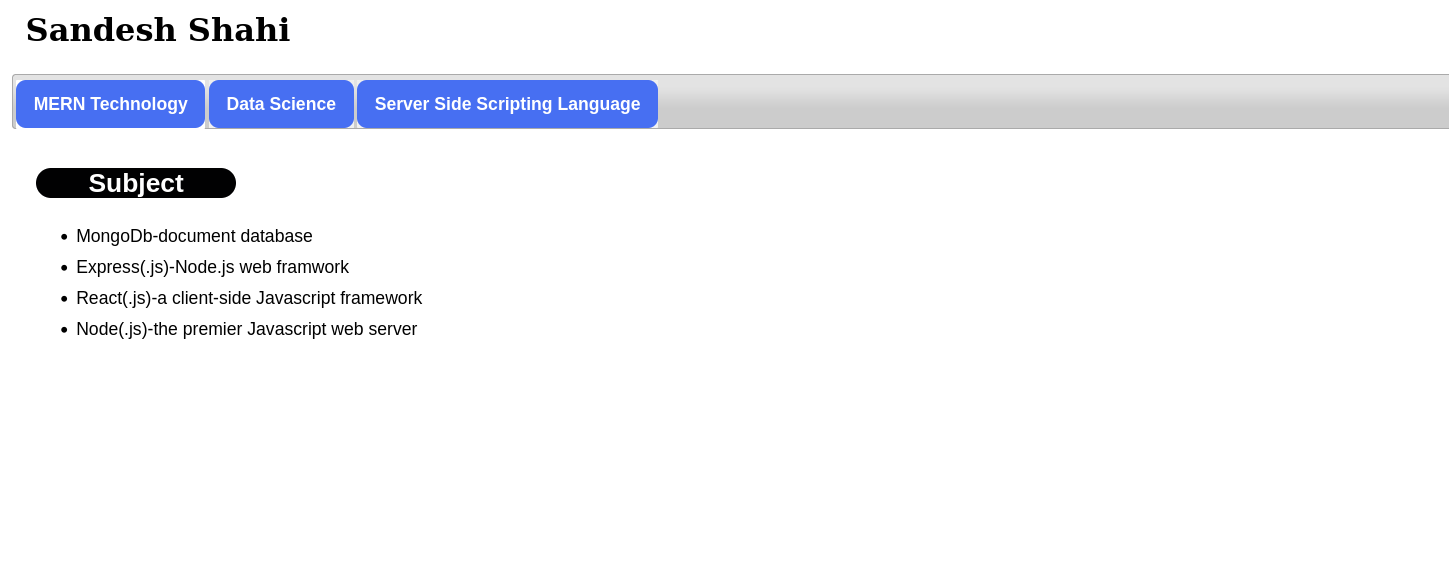 Sandesh Shahi
MERN Technology Data Science Server Side Scripting Language
Subject
• MongoDb-document database
• Express(.js)-Node.js web framwork
• React(.js)-a client-side Javascript framework
• Node(.js)-the premier Javascript web server